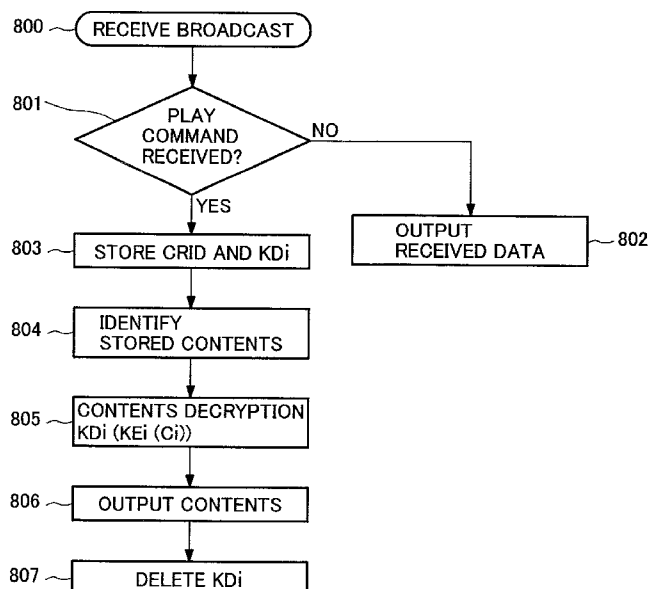 800
RECEIVE BROADCAST
801
PLAY
COMMAND
RECEIVED?
NO
YES
803
STORE CRID AND KDi
OUTPUT
RECEIVED DATA
802
804
IDENTIFY
STORED CONTENTS
805
CONTENTS DECRYPTION
KDi (KEi (Ci))
806
OUTPUT CONTENTS
807
DELETE KDi